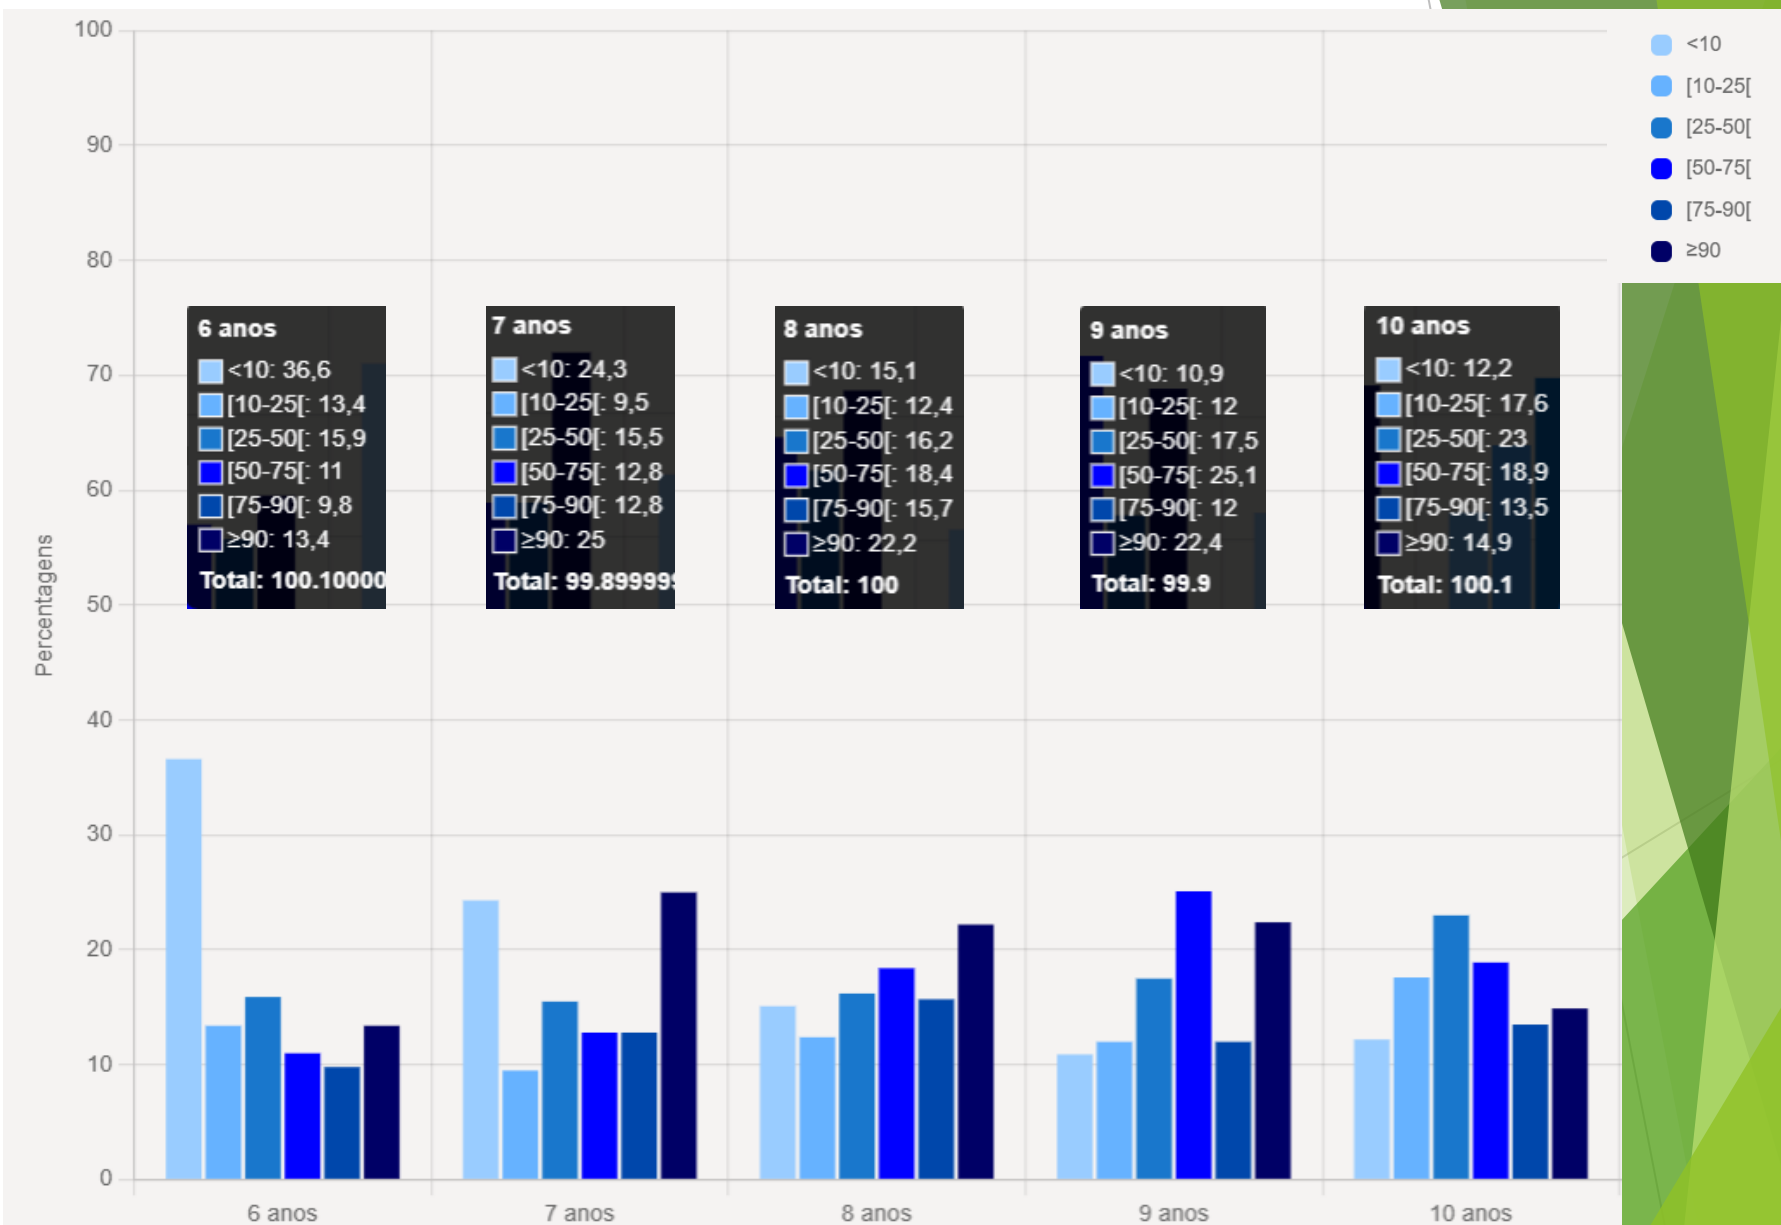 100
90
80
70
60
50
40
30
20
10
0
Percentagens
<10
[10-25[
[25-50[
[50-75[
[75-90[
≥90
6 anos
<10: 36,6
[10-25[: 13,4
[25-50[: 15,9
[50-75[: 11
[75-90[: 9,8
≥90: 13,4
Total: 100.10000
7 anos
<10: 24,3
[10-25[: 9,5
[25-50[: 15,5
[50-75[: 12,8
[75-90[: 12,8
≥90: 25
Total: 99.899999
8 anos
<10: 15,1
[10-25[: 12,4
[25-50[: 16,2
[50-75[: 18,4
[75-90[: 15,7
≥90: 22,2
Total: 100
9 anos
<10: 10,9
[10-25[: 12
[25-50[: 17,5
[50-75[: 25,1
[75-90[: 12
≥90: 22,4
Total: 99.9
10 anos
<10: 12,2
[10-25[: 17,6
[25-50[: 23
[50-75[: 18,9
[75-90[: 13,5
≥90: 14,9
Total: 100.1
6 anos
7 anos
8 anos
9 anos
10 anos